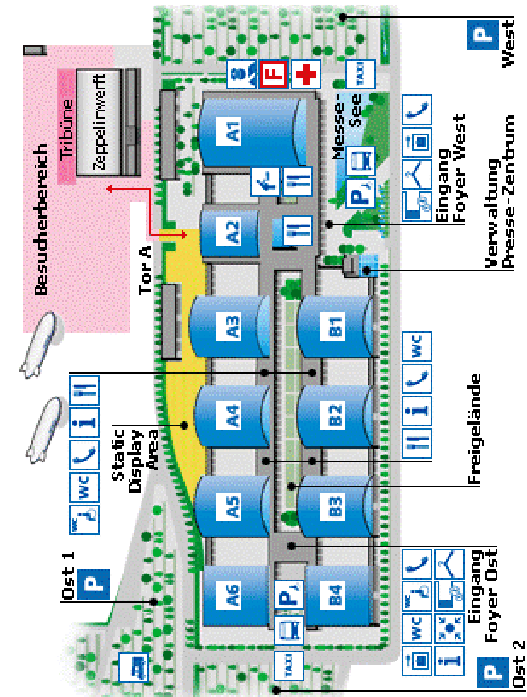 Besucherbereich
Tribüne
Zeppelinwerft
Tor A
P
West
TAXI
F
Messe-
See
P
A1
A2
A3
A4
A5
A6
B1
B2
B3
B4
Eingang
Foyer West
Verwaltung
Presse-Zentrum
Static
Display
Area
WC
WC
i
i
WC
Freigelände
Ost 1
P
P
TAXI
WC
WC
i
Eingang
Foyer Ost
P
Ost 2